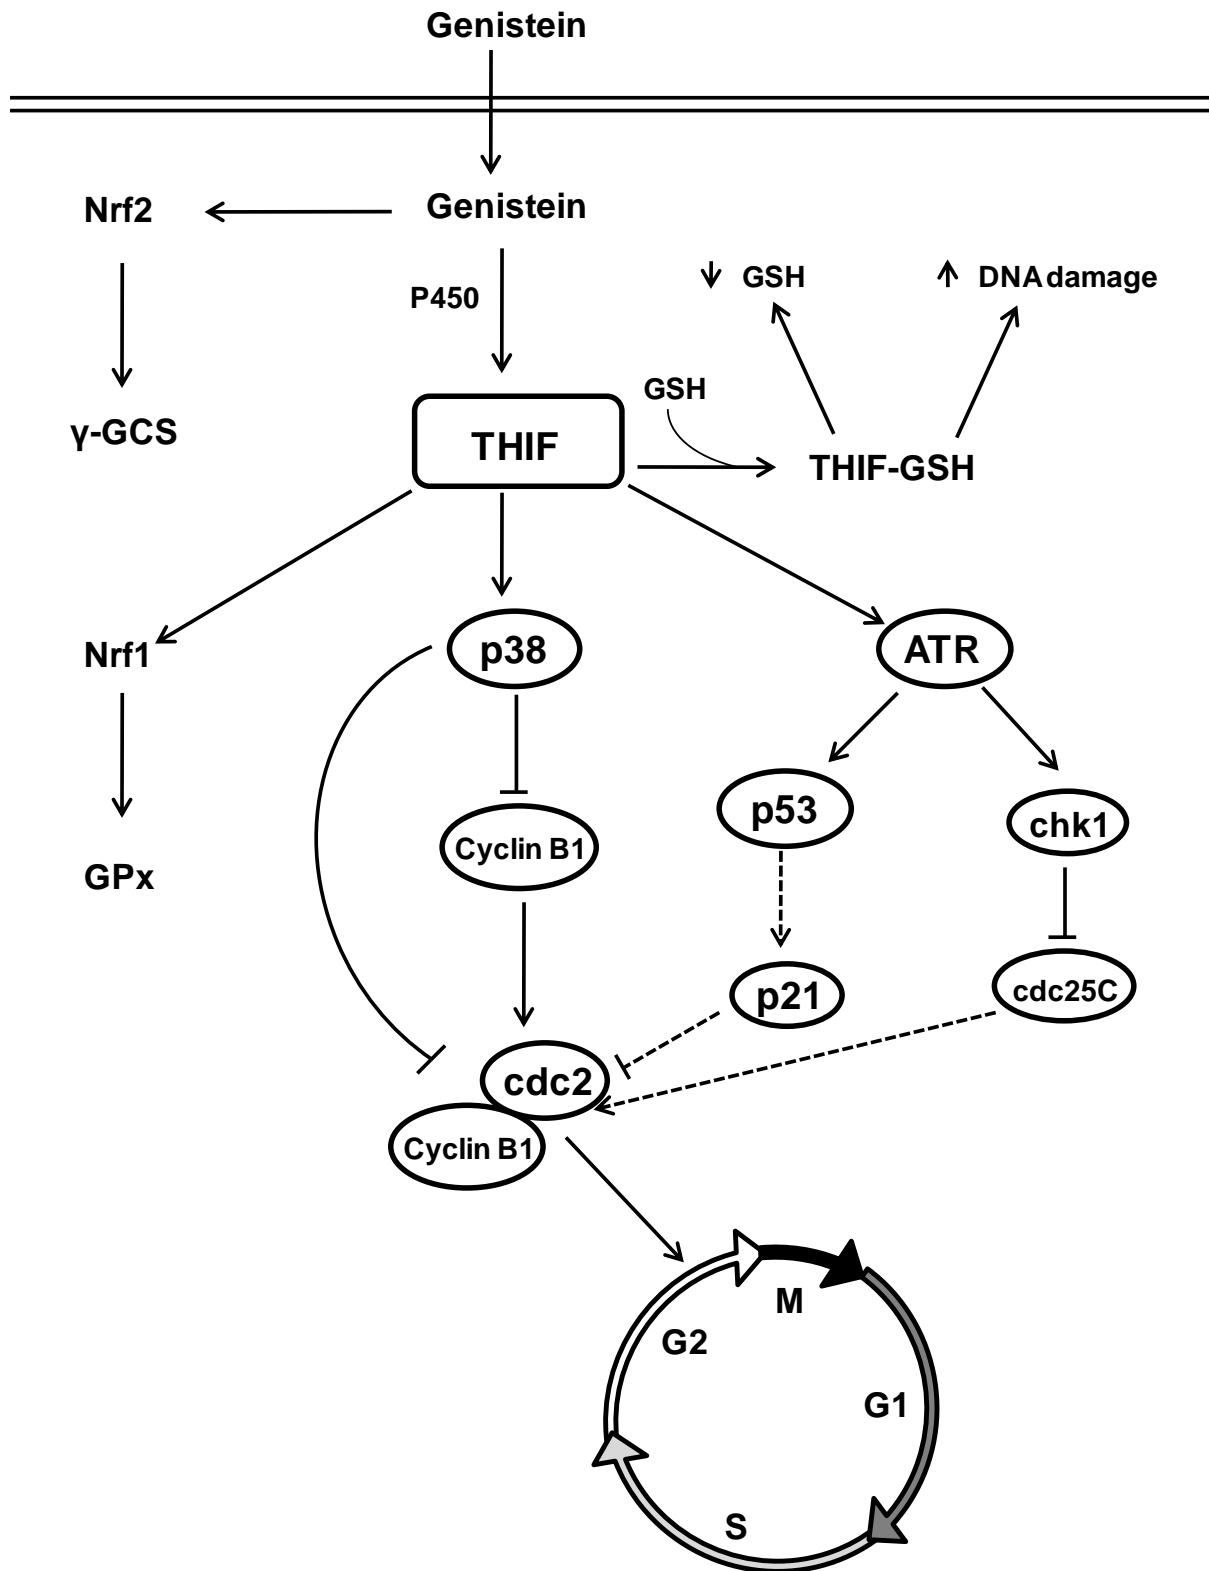 Genistein
Nrf2
Genistein
P450
GSH
DNA damage
GSH
γ-GCS
THIF
THIF-GSH
Nrf1
p38
ATR
p53
chk1
Cyclin B1
GPx
p21
cdc25C
cdc2
Cyclin B1
M
G2
G1
S